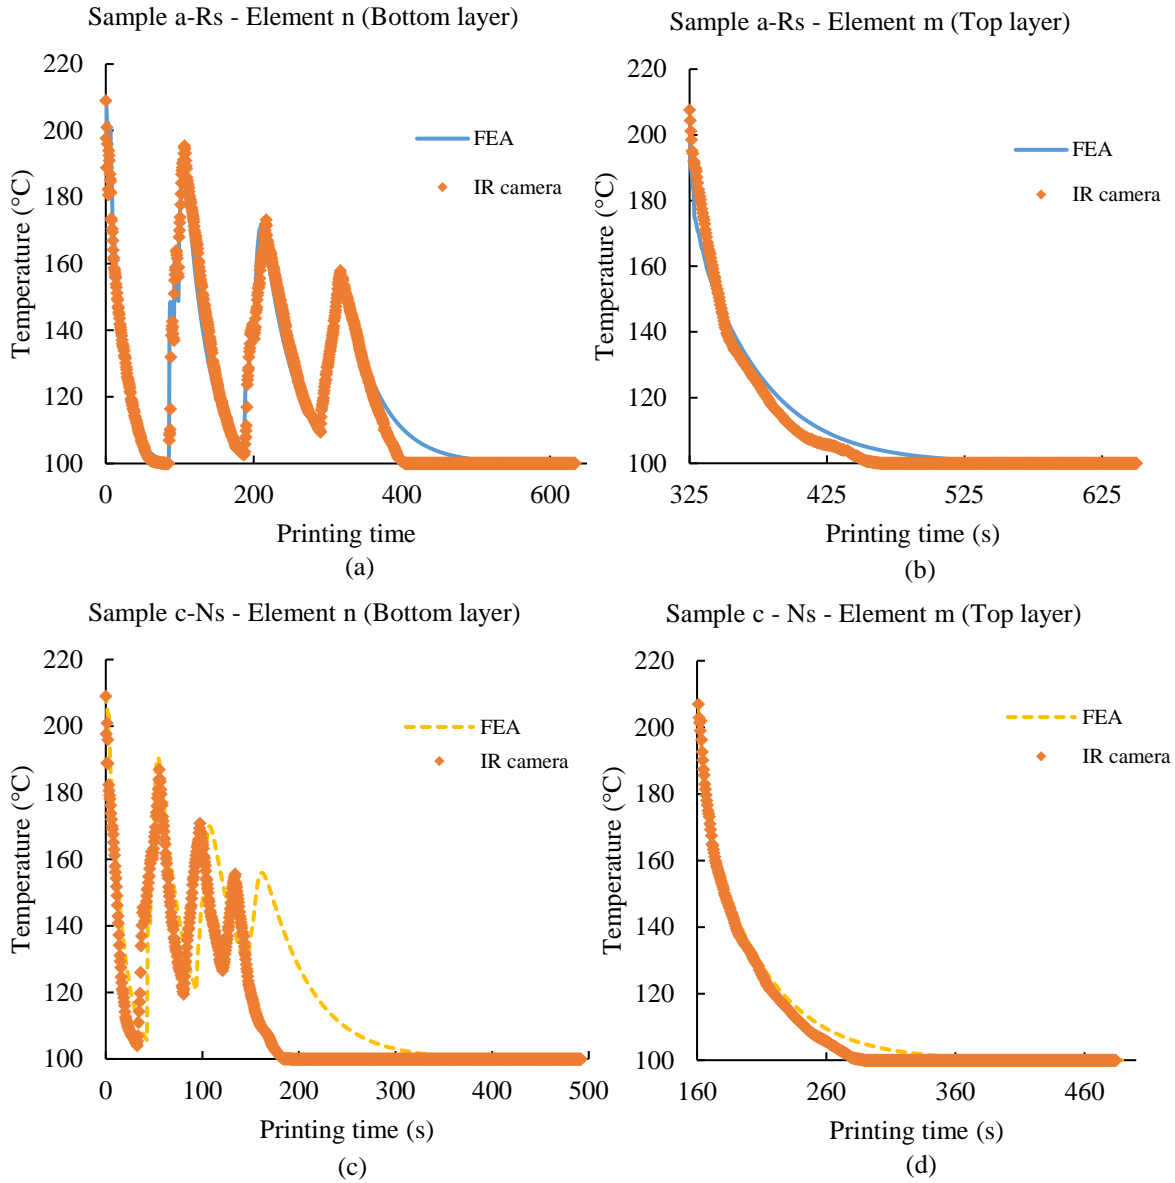 Sample a-Rs - Element n (Bottom layer)
220
200
180
160
140
120
100
Temperature (°C)
FEA
IR camera
0
200
400
600
Printing time
(a)
Sample a-Rs - Element m (Top layer)
220
200
180
160
140
120
100
Temperature (°C)
FEA
IR camera
325
425
525
625
Printing time (s)
(b)
Sample c-Ns - Element n (Bottom layer)
220
200
180
160
140
120
100
Temperature (°C)
FEA
IR camera
0
100
200
300
400
500
Printing time (s)
(c)
Sample c - Ns - Element m (Top layer)
220
200
180
160
140
120
100
Temperature (°C)
FEA
IR camera
160
260
360
460
Printing time (s)
(d)